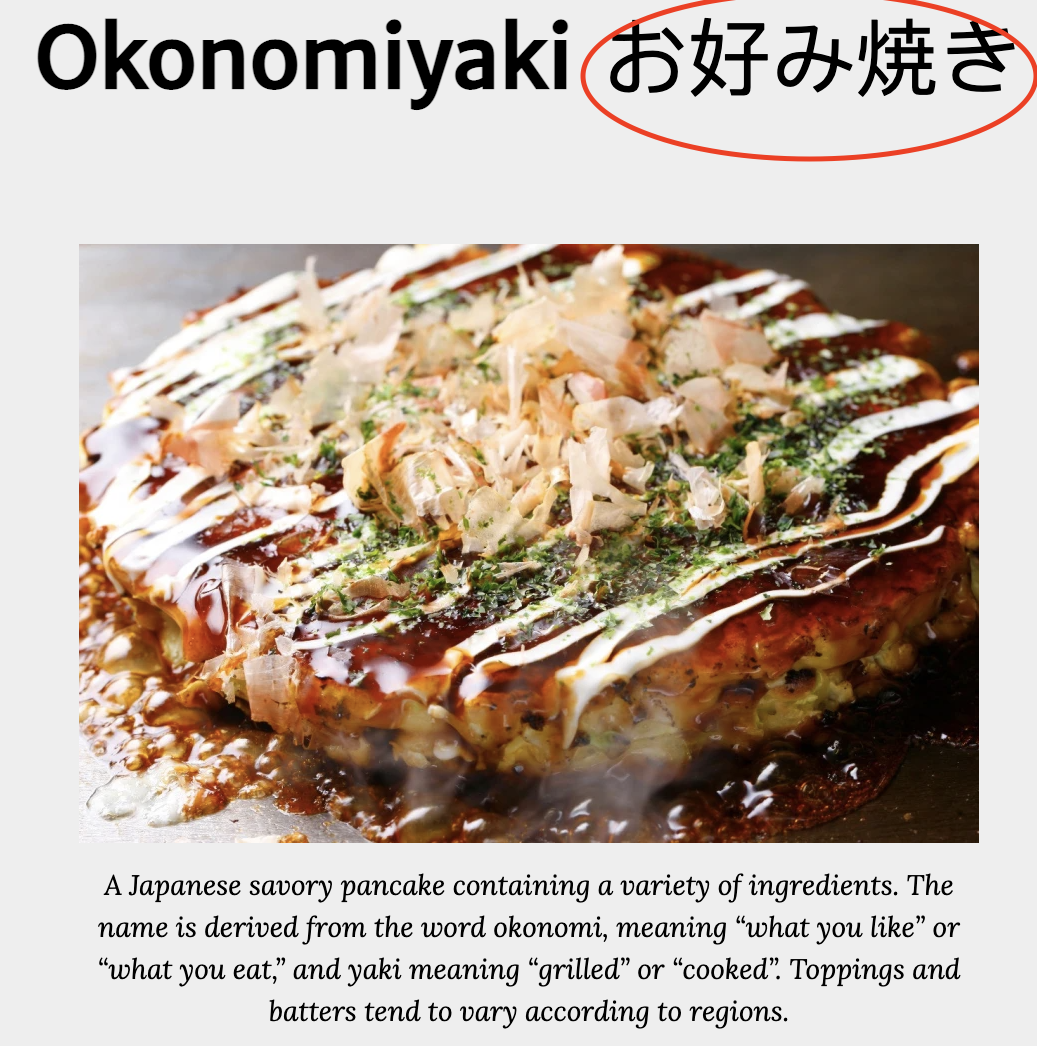 Okonomiyaki お好み焼き
A Japanese savory pancake containing a variety of ingredients. The
name is derived from the word okonomi, meaning “what you like” or
“what you eat,” and yaki meaning “grilled” or “cooked”. Toppings and
batters tend to vary according to regions.